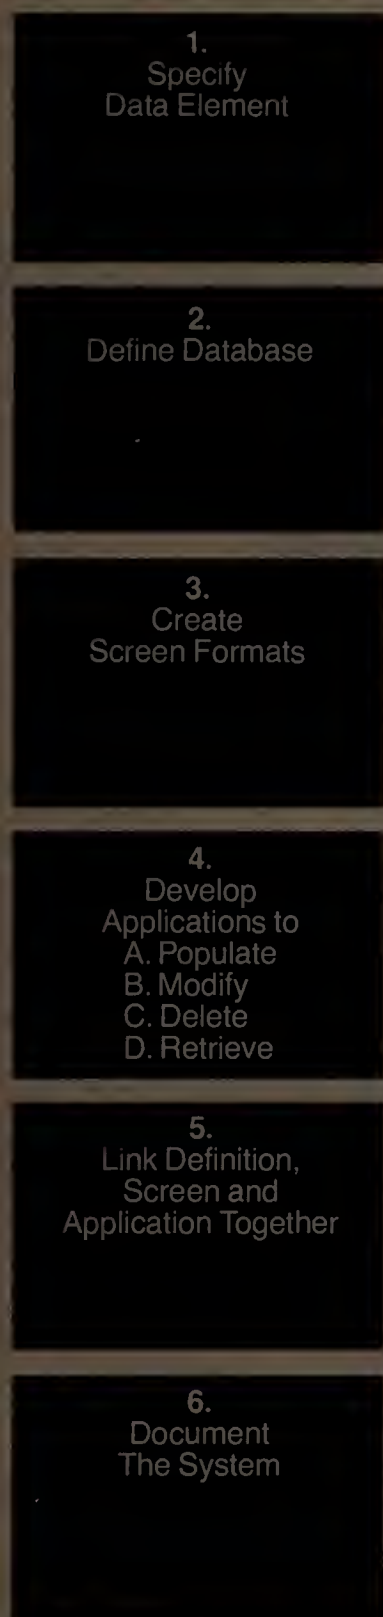 1.
Specify
Data Element
2.
Define Database
3.
Create
Screen Formats
4.
Develop
Applications to
A. Populate
B. Modify
C. Delete
D. Retrieve
5.
Link Definition,
Screen and
Application Together
6.
Document
The System